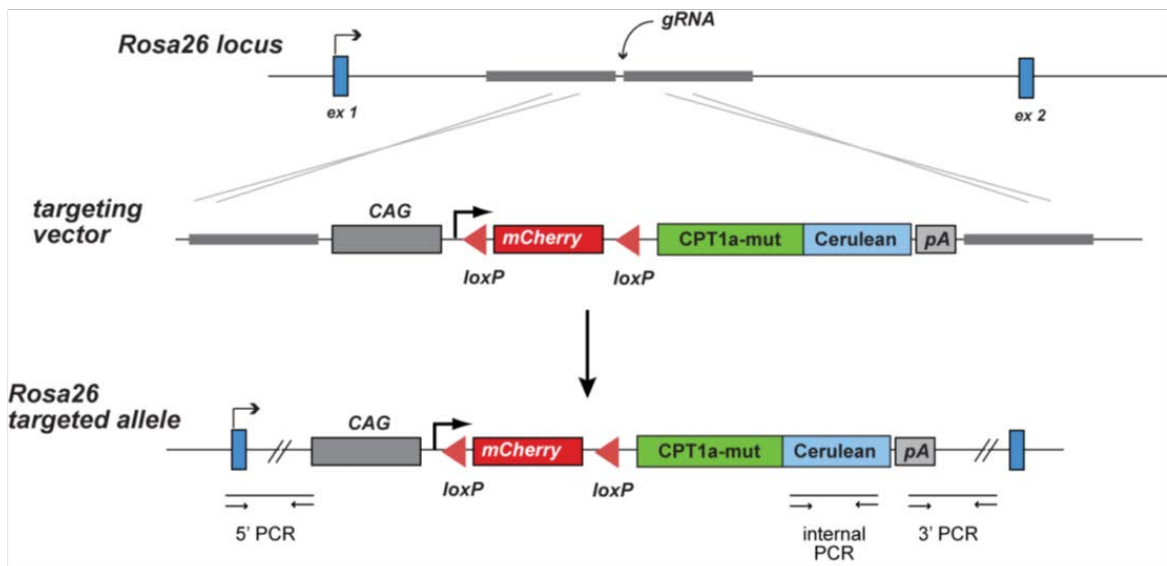 gRNA
Rosa26 locus
ex 1
ex 2
targeting
vector
CAG
mCherry
CPT1a-mut
Cerulean
pA
loxP
loxP
Rosa26
targeted allele
CAG
mCherry
CPT1a-mut
Cerulean
pA
loxP
loxP
5' PCR
internal
PCR
3' PCR